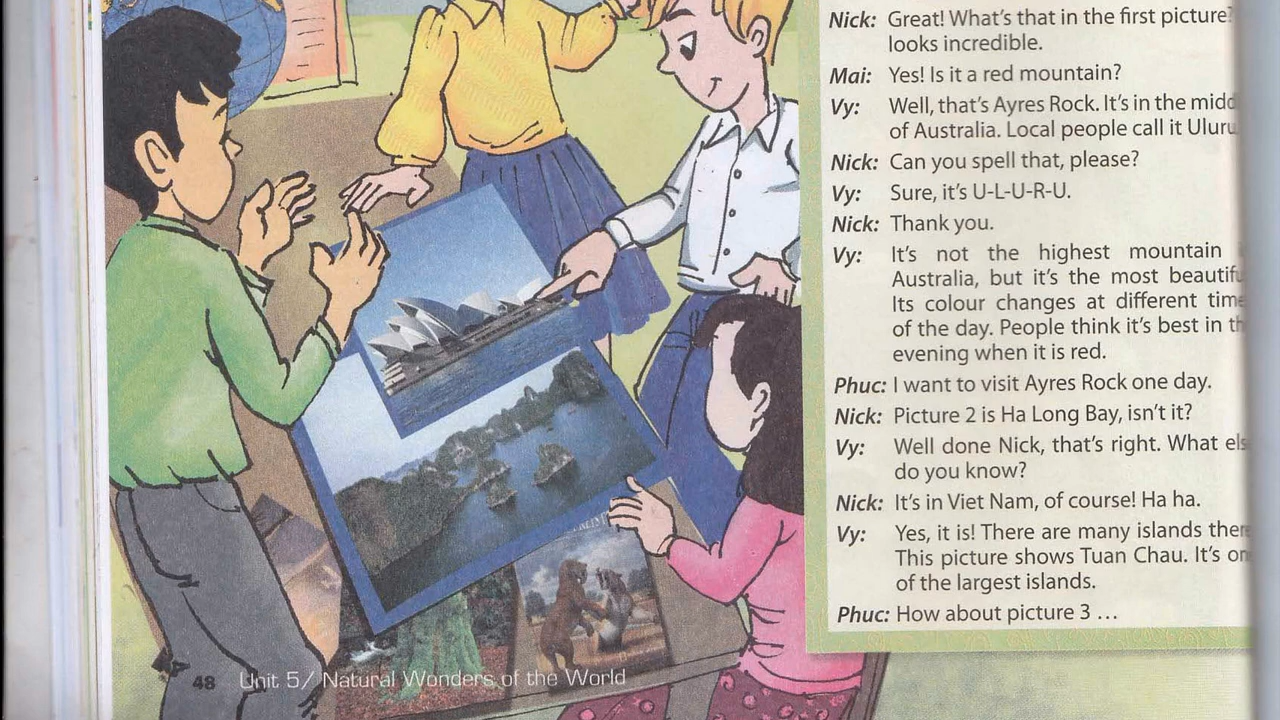 Nick: Great! What's that in the first picture?
looks incredible.
Mai: Yes! Is it a red mountain?
Vy: Well, that's Ayres Rock. It's in the
of Australia. Local people call it Uluru
Nick: Can you spell that, please?
Vy: Sure, it's U-L-U-R-U.
Nick: Thank you.
Vy: It's not the highest mountain
Australia, but it's the most
Its colour changes at different
of the day. People think it's best in
evening when it is red.
Phuc: I want to visit Ayres Rock one day.
Nick: Picture 2 is Ha Long Bay, isn't it?
Vy: Well done Nick, that's right. What
do you know?
Nick: It's in Viet Nam, of course! Ha ha.
Vy: Yes, it is! There are many islands
This picture shows Tuan Chau. It's
of the largest islands.
Phuc: How about picture 3 ...
48 Unit 5/ Natural Wonders of the World